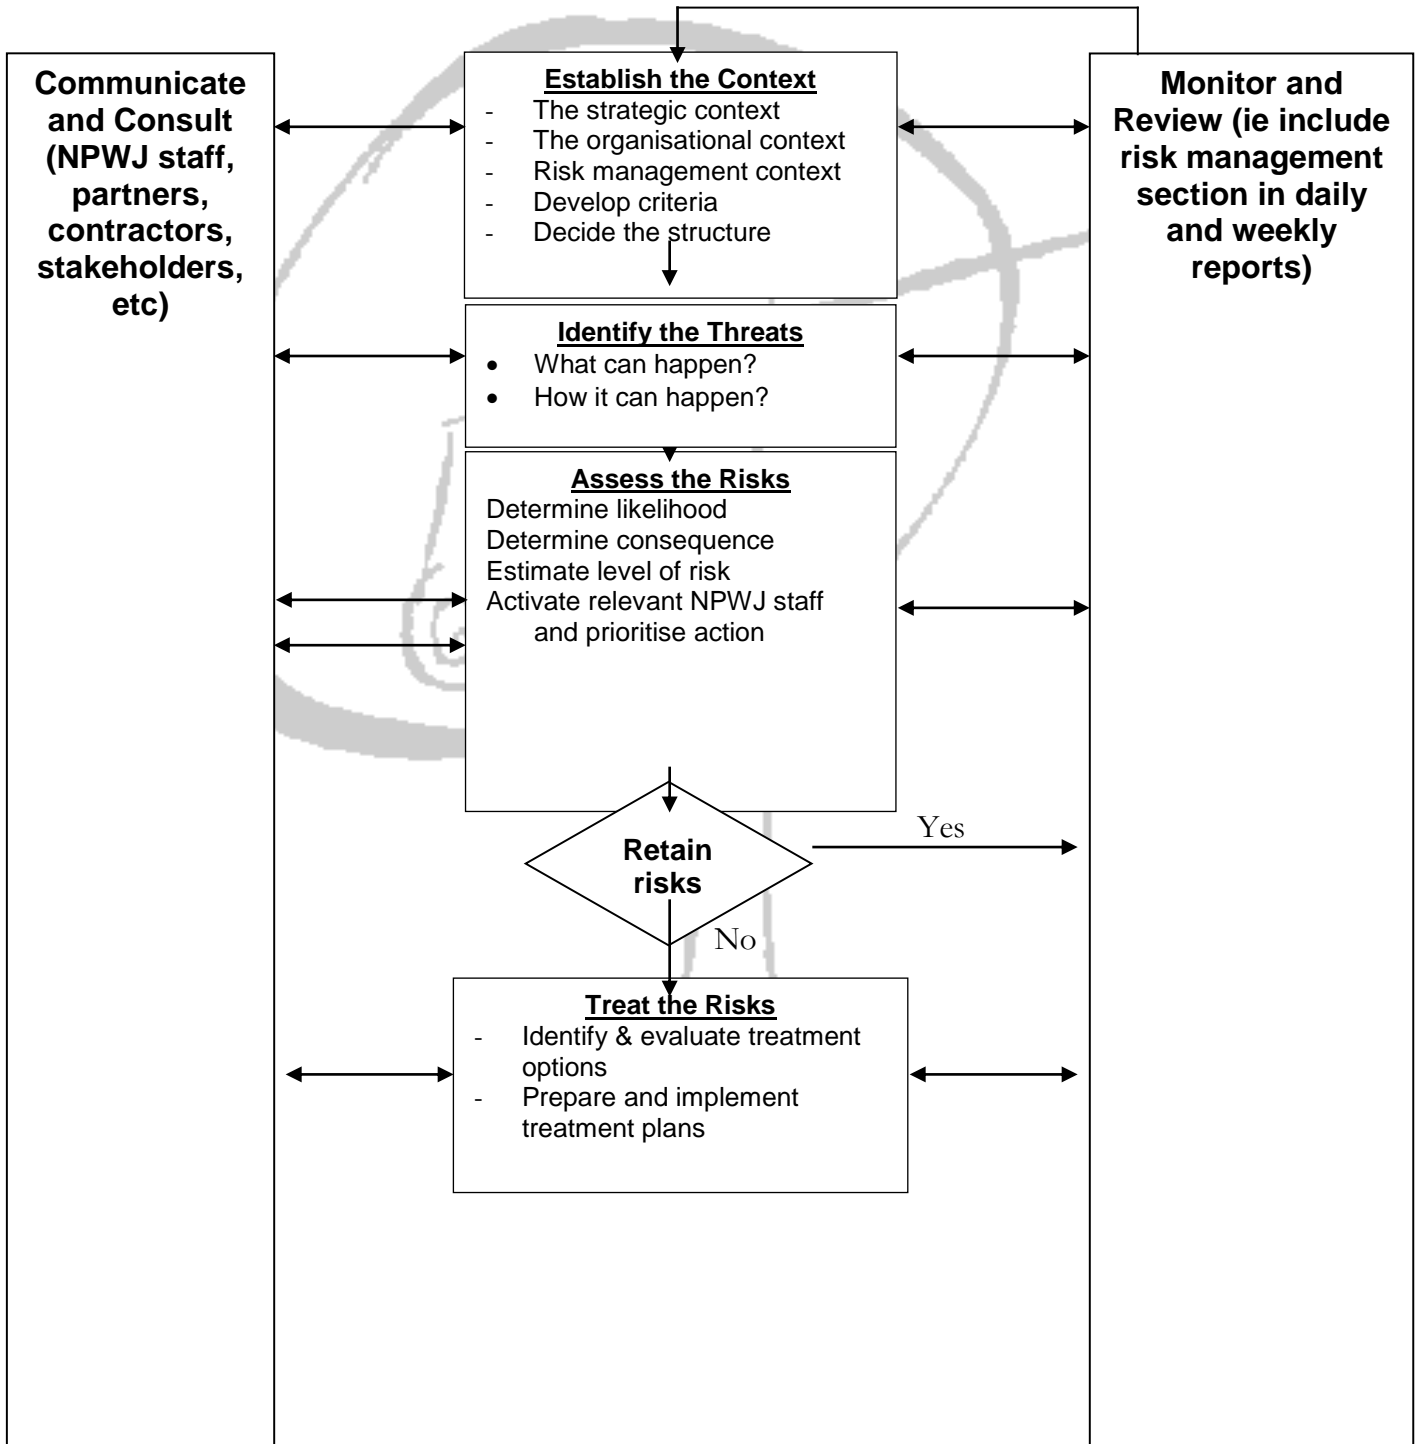 Communicate
and Consult
(NPWJ staff,
partners,
contractors,
stakeholders,
etc)
Establish the Context
- The strategic context
- The organisational context
- Risk management context
- Develop criteria
- Decide the structure
Monitor and
Review (ie include
risk management
section in daily
and weekly
reports)
Identify the Threats
• What can happen?
• How it can happen?
Assess the Risks
Determine likelihood
Determine consequence
Estimate level of risk
Activate relevant NPWJ staff
and prioritise action
Retain
risks
Yes
No
Treat the Risks
- Identify & evaluate treatment
options
- Prepare and implement
treatment plans